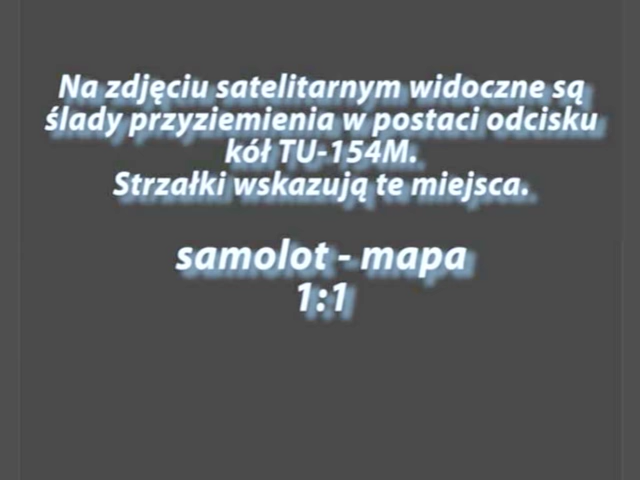 Na zdjęciu satelitarnym widoczne są
ślady przyziemienia w postaci odcisku
kół TU-154M.
Strzałki wskazują te miejsca.
samolot - mapa
1:1